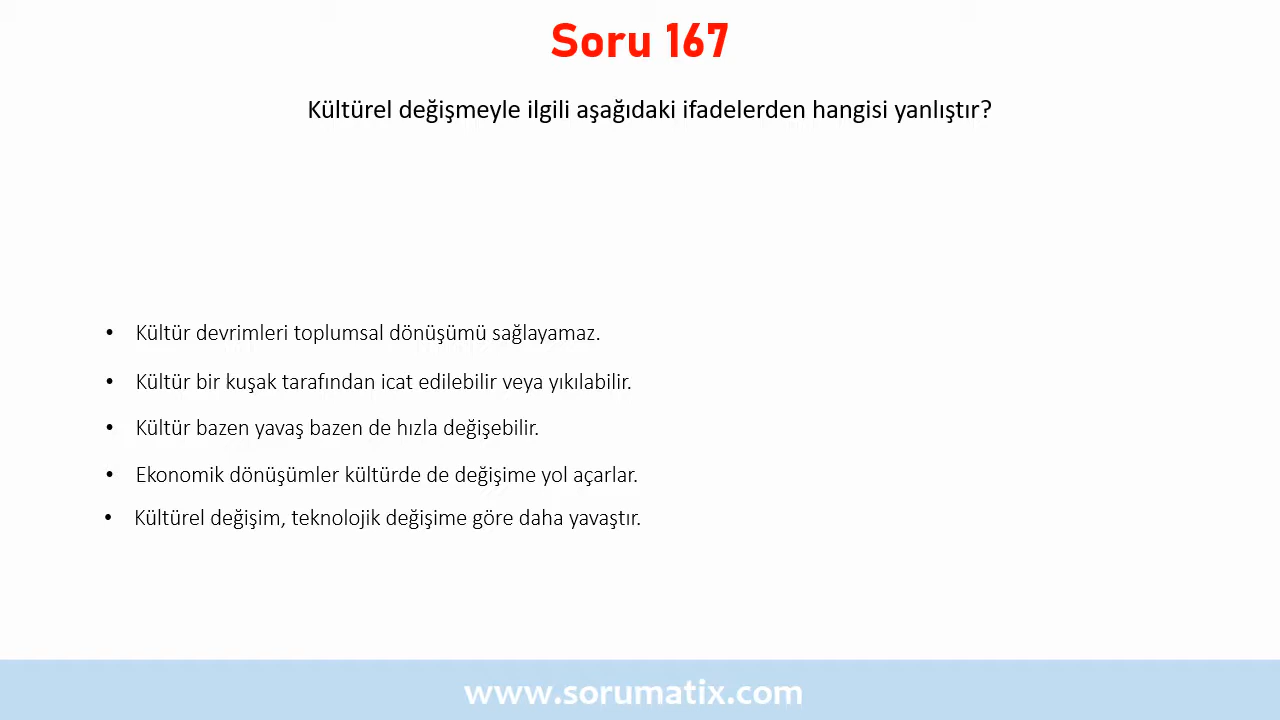 Soru 167
Kültürel değişmeyle ilgili aşağıdaki ifadelerden hangisi yanlıştır?
• Kültür devrimleri toplumsal dönüşümü sağlayamaz.
• Kültür bir kuşak tarafından icat edilebilir veya yıkılabilir.
• Kültür bazen yavaş bazen de hızla değişebilir.
• Ekonomik dönüşümler kültürde de değişime yol açarlar.
• Kültürel değişim, teknolojik değişime göre daha yavaştır.
www.sorumatix.com